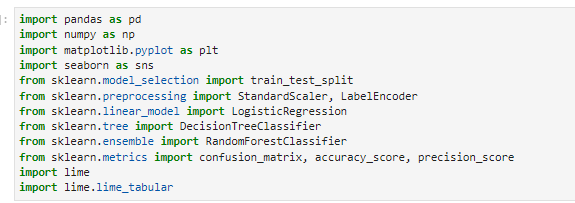 ]:
import pandas as pd
import numpy as np
import matplotlib.pyplot as plt
import seaborn as sns
from sklearn.model_selection import train_test_split
from sklearn.preprocessing import StandardScaler, LabelEncoder
from sklearn.linear_model import LogisticRegression
from sklearn.tree import DecisionTreeClassifier
from sklearn.ensemble import RandomForestClassifier
from sklearn.metrics import confusion_matrix, accuracy_score, precision_score
import lime
import lime.lime_tabular